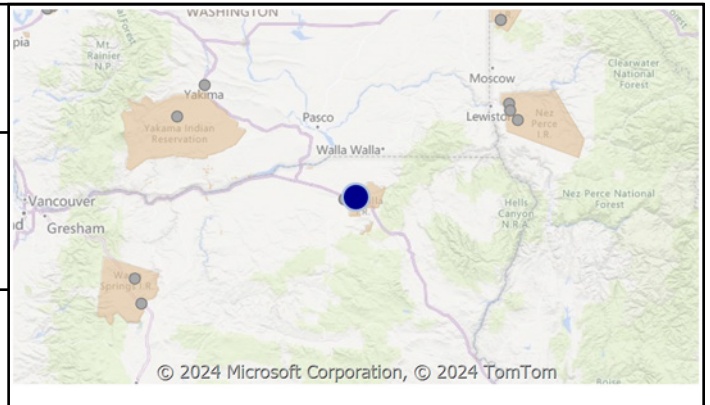 WASHINGTON
pia
Mt.
Rainier
N.P.
Clearwater
National
Forest
Moscow
Yakima
Lewiston
Nez
Perce
I.R.
Pasco
Yakama Indian
Reservation
Walla Walla
Vancouver
Gresham
Hells
Canyon
N.R.A.
Nez Perce National
Forest
Springs I.R.
© 2024 Microsoft Corporation, © 2024 TomTom